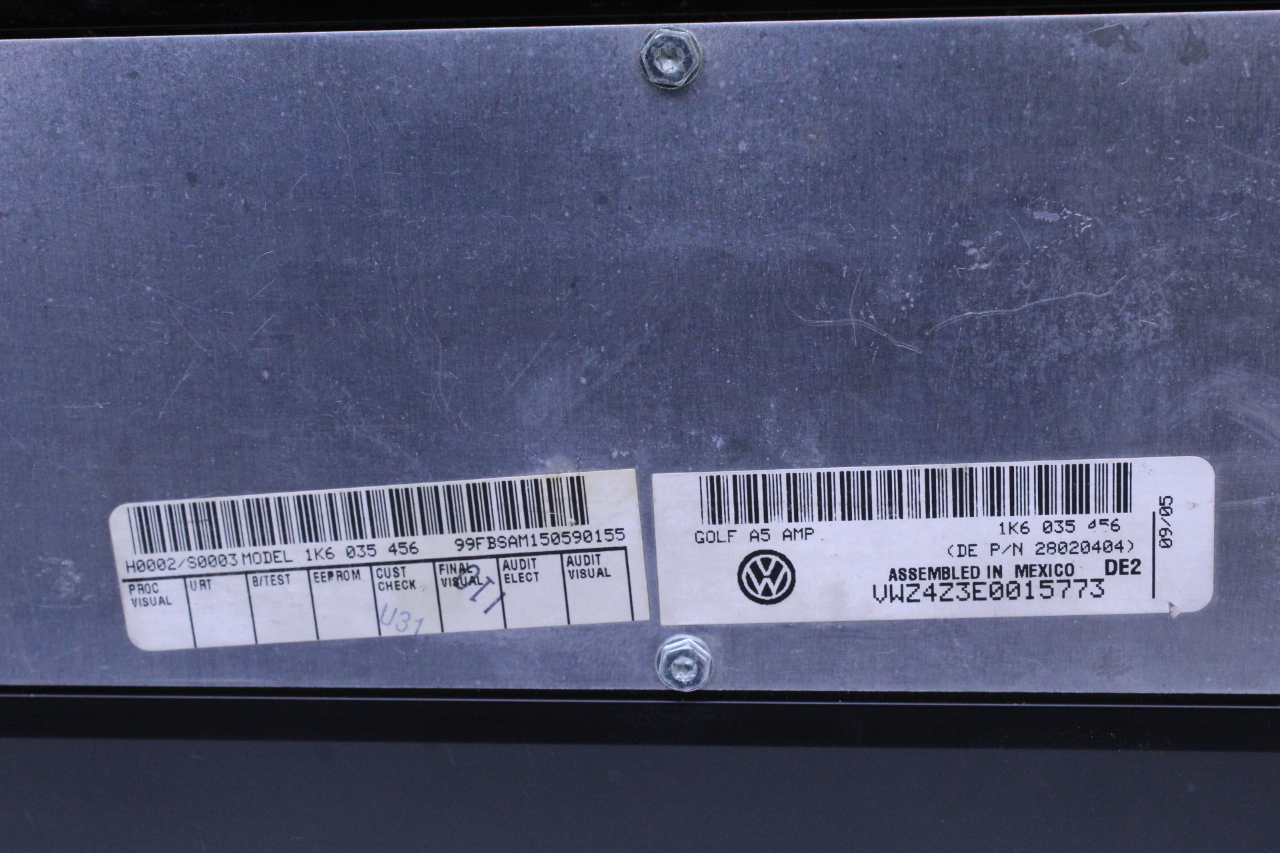 H0002/S0003 MODEL 1K6 035 456 99FBSAM150590155
PROC VISUAL
URT
B/TEST
EEPROM
CUST CHECK
FINAL VISUAL
AUDIT ELECT
AUDIT VISUAL
U31
GOLF A5 AMP 1K6 035 456
(DE P/N 28020404)
ASSEMBLED IN MEXICO DE2
VWZ4Z3E0015773
09/05